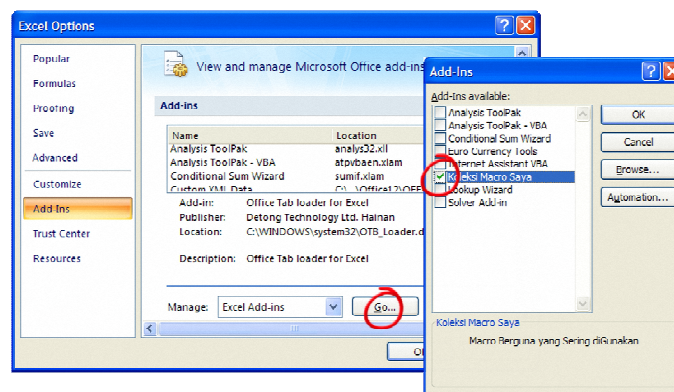 Excel Options
Popular
Formulas
Proofing
Save
Advanced
Customize
Add-Ins
Trust Center
Resources
View and manage Microsoft Office add-ins
Add-ins
Name Location
Analysis ToolPak analys32.xll
Analysis ToolPak - VBA atpvbaen.xlam
Conditional Sum Wizard sumif.xlam
Custom XML Data C:\...\Office12\OFF
Add-in: Office Tab loader for Excel
Publisher: Detong Technology Ltd. Hainan
Location: C:\WINDOWS\system32\OTB_Loader.d
Description: Office Tab loader for Excel
Manage: Excel Add-ins Go...
Add-Ins
Add-Ins available:
Analysis ToolPak
Analysis ToolPak - VBA
Conditional Sum Wizard
Euro Currency Tools
Internet Assistant VBA
Koleksi Macro Saya
Lookup Wizard
Solver Add-in
OK
Cancel
Browse...
Automation...
Koleksi Macro Saya
Macro Berguna yang Sering diGunakan